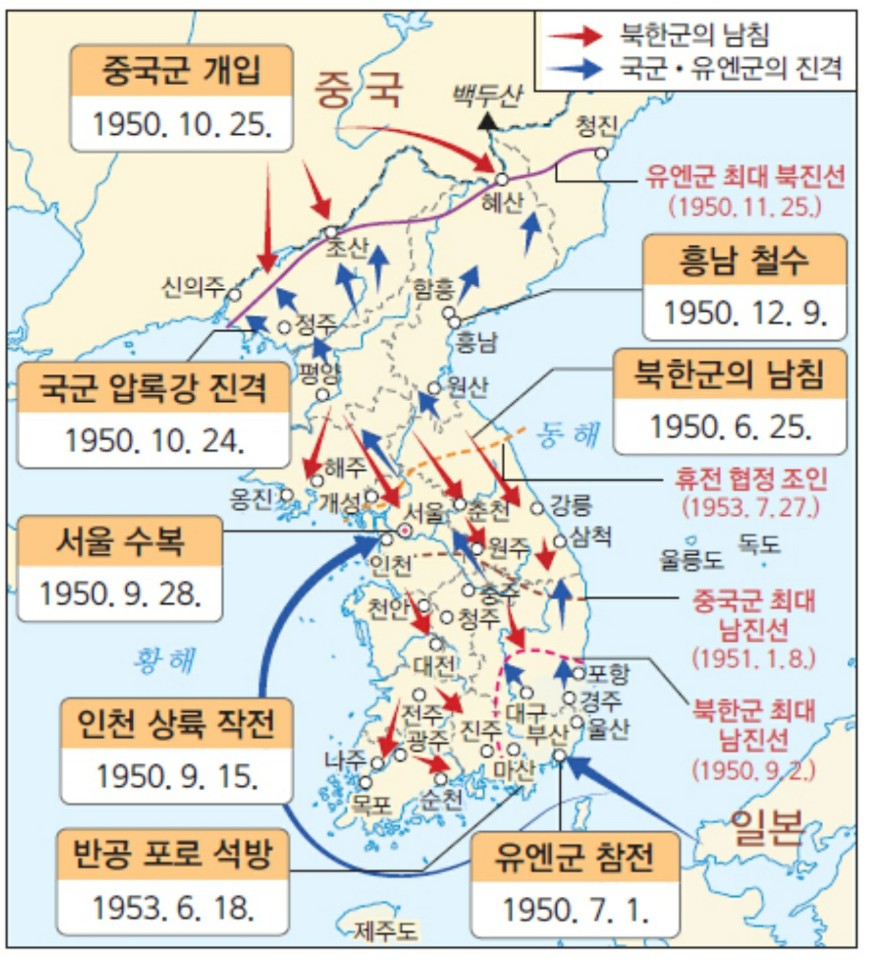 북한군의 남침
국군・유엔군의 진격
중국군 개입
1950. 10. 25.
중국
백두산
청진
유엔군 최대 북진선
(1950. 11. 25.)
혜산
초산
흥남 철수
1950. 12. 9.
신의주
함흥
정주
흥남
국군 압록강 진격
1950. 10. 24.
평양
원산
북한군의 남침
1950. 6. 25.
동해
해주
휴전 협정 조인
(1953. 7. 27.)
옹진
개성
서울
춘천
강릉
서울 수복
1950. 9. 28.
인천
원주
삼척
울릉도
독도
충주
천안
청주
중국군 최대
남진선
(1951. 1. 8.)
황해
대전
포항
경주
울산
북한군 최대
남진선
(1950. 9. 2.)
인천 상륙 작전
1950. 9. 15.
전주
대구
광주
진주
부산
나주
마산
목포
순천
일본
반공 포로 석방
1953. 6. 18.
유엔군 참전
1950. 7. 1.
제주도